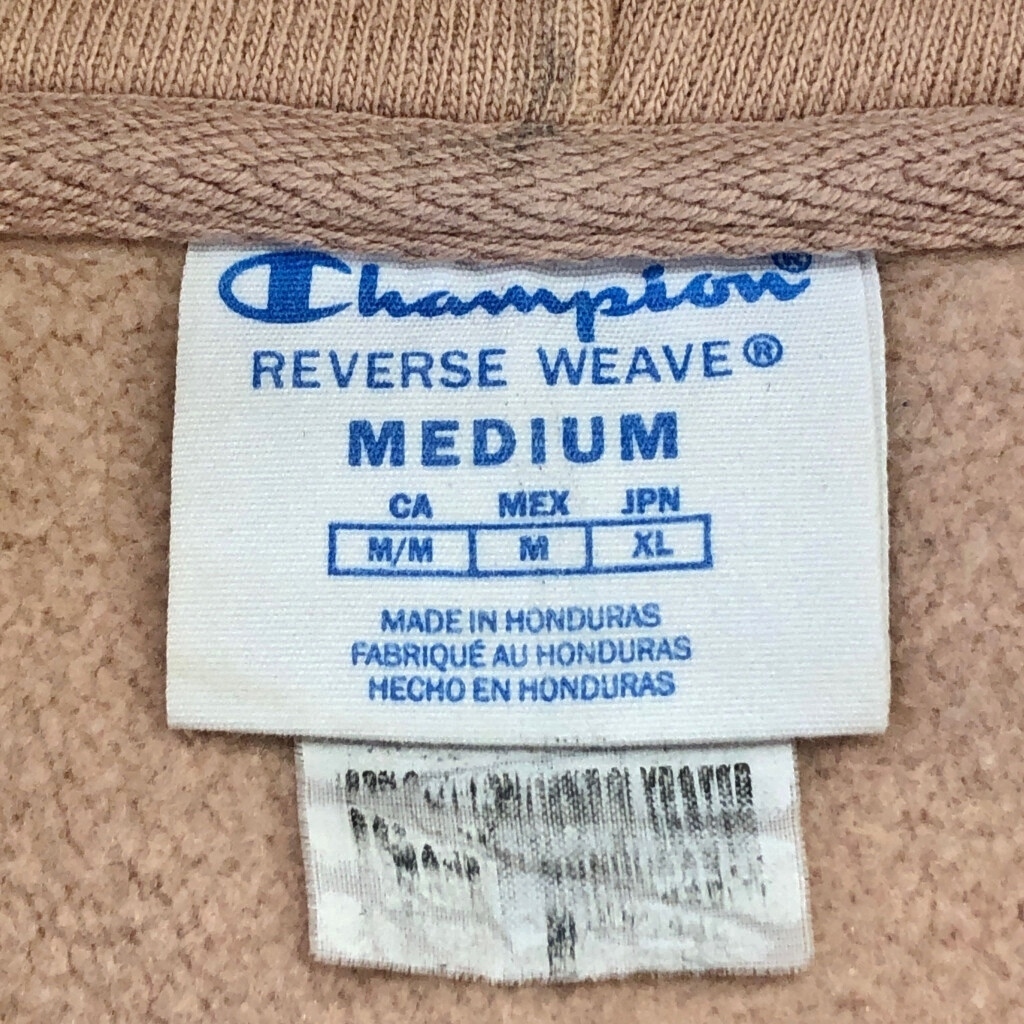 Champion®
REVERSE WEAVE®
MEDIUM
CA MEX JPN
M/M M XL
MADE IN HONDURAS
FABRIQUÉ AU HONDURAS
HECHO EN HONDURAS